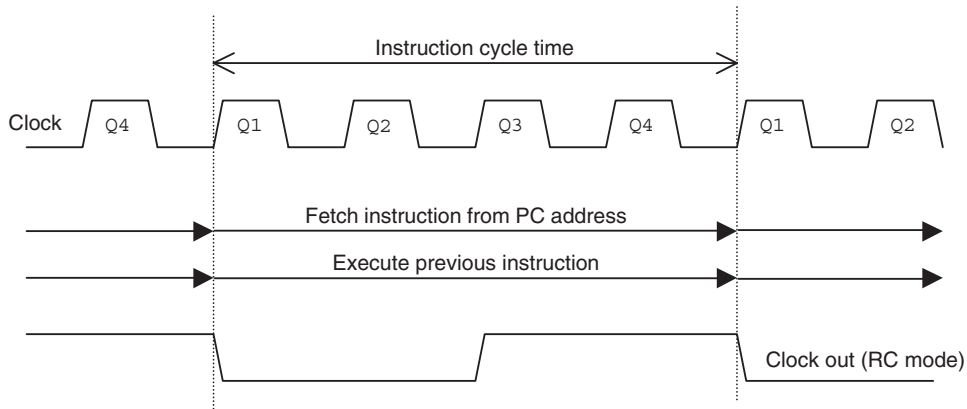 Instruction cycle time
Clock Q4 Q1 Q2 Q3 Q4 Q1 Q2
Fetch instruction from PC address
Execute previous instruction
Clock out (RC mode)